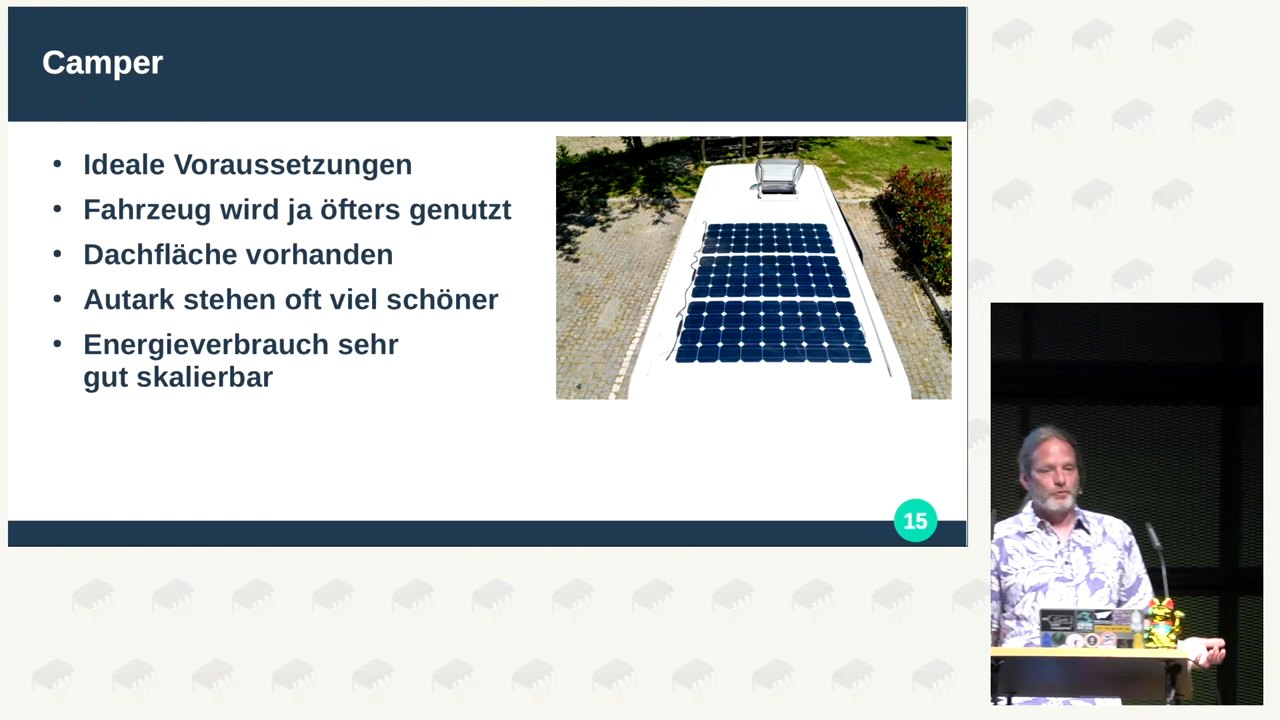 Camper
• Ideale Voraussetzungen
• Fahrzeug wird ja öfters genutzt
• Dachfläche vorhanden
• Autark stehen oft viel schöner
• Energieverbrauch sehr
gut skalierbar
15